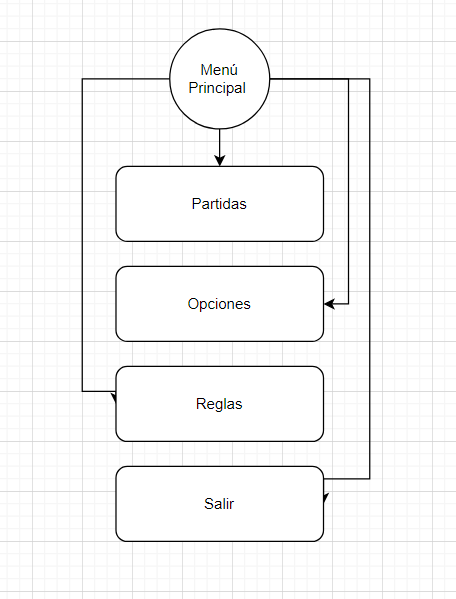 Menú
Principal
Partidas
Opciones
Reglas
Salir